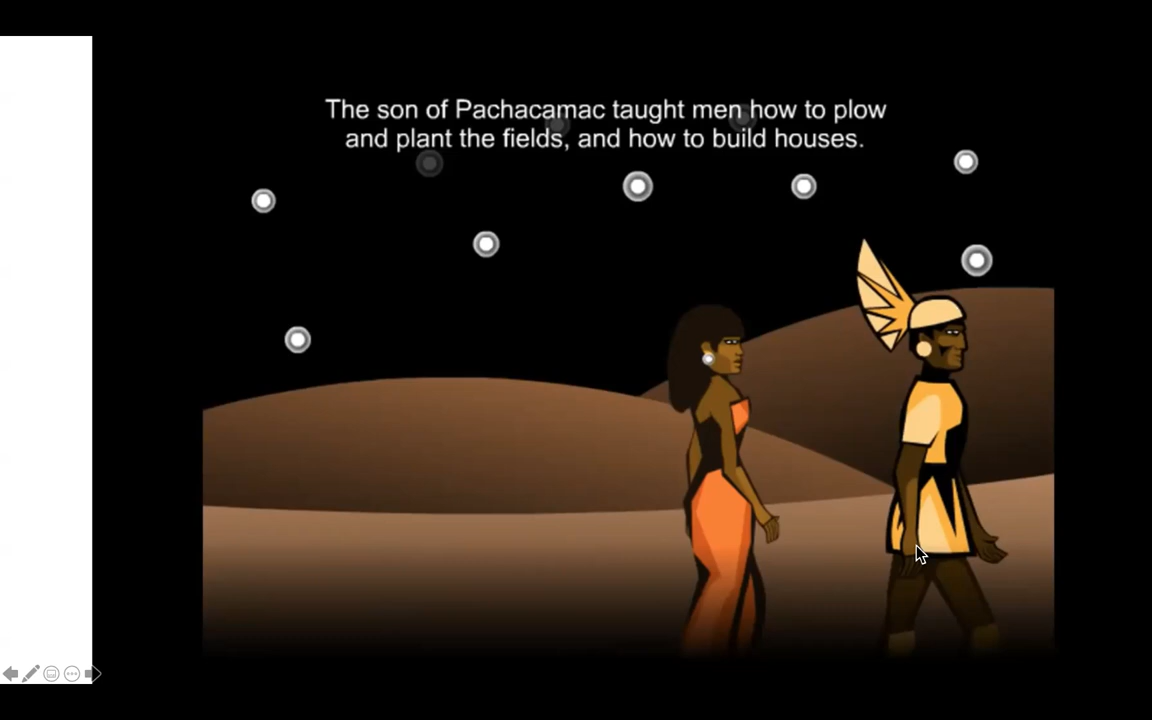 The son of Pachacamac taught men how to plow
and plant the fields, and how to build houses.